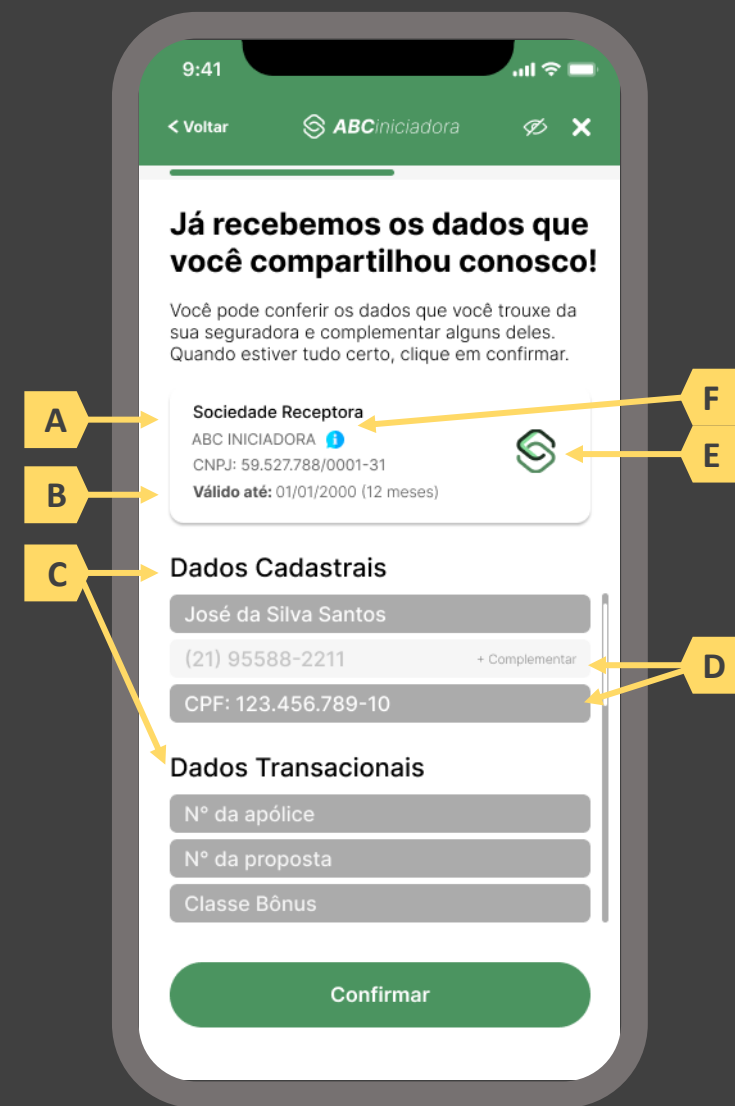 9:41
< Voltar
ABCiniciadora
Já recebemos os dados que
você compartilhou conosco!
Você pode conferir os dados que você trouxe da
sua seguradora e complementar alguns deles.
Quando estiver tudo certo, clique em confirmar.
A
F
Sociedade Receptora
ABC INICIADORA i
E
CNPJ: 59.527.788/0001-31
B
Válido até: 01/01/2000 (12 meses)
C
Dados Cadastrais
José da Silva Santos
(21) 95588-2211 + Complementar
D
CPF: 123.456.789-10
Dados Transacionais
N° da apólice
N° da proposta
Classe Bônus
Confirmar